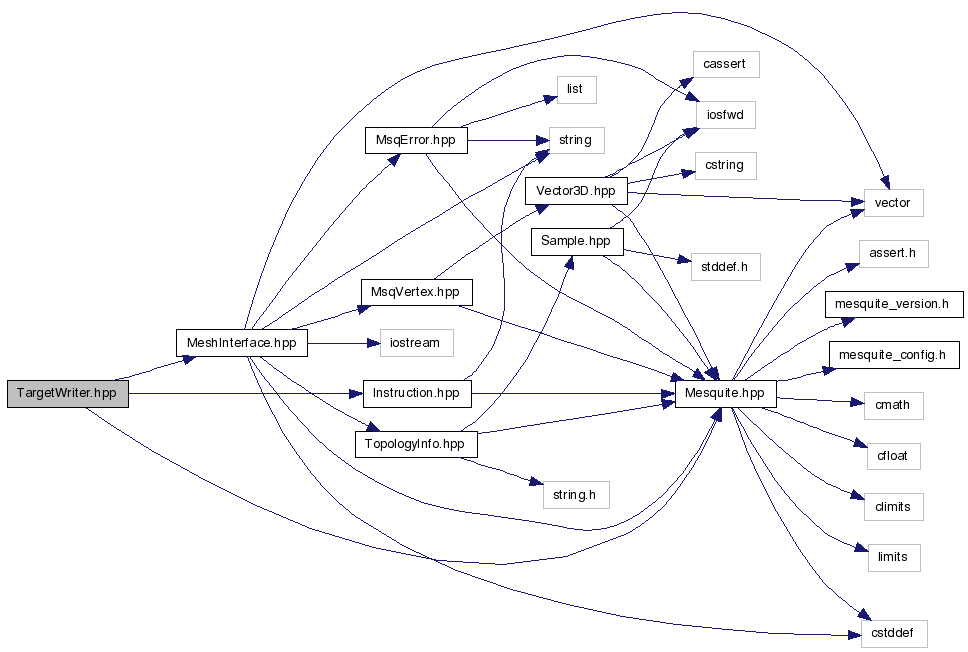 cassert
list
iosfwd
MsqError.hpp
string
cstring
Vector3D.hpp
vector
Sample.hpp
assert.h
stddef.h
MsqVertex.hpp
mesquite_version.h
MeshInterface.hpp
iostream
mesquite_config.h
TargetWriter.hpp
Instruction.hpp
Mesquite.hpp
cmath
TopologyInfo.hpp
cfloat
string.h
climits
limits
cstddef